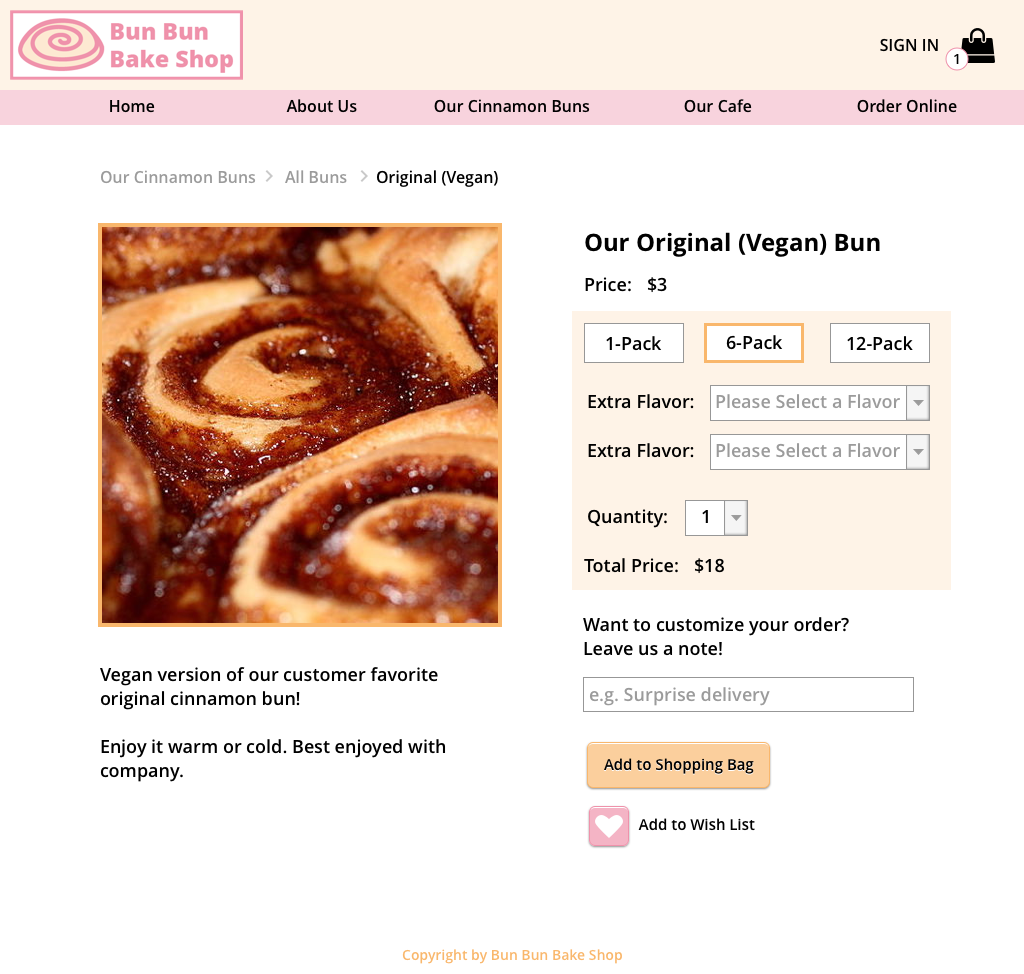 Bun Bun
Bake Shop
SIGN IN
1
Home
About Us
Our Cinnamon Buns
Our Cafe
Order Online
Our Cinnamon Buns > All Buns > Original (Vegan)
Our Original (Vegan) Bun
Price: $3
1-Pack
6-Pack
12-Pack
Extra Flavor: Please Select a Flavor
Extra Flavor: Please Select a Flavor
Quantity: 1
Total Price: $18
Want to customize your order?
Leave us a note!
e.g. Surprise delivery
Add to Shopping Bag
Add to Wish List
Vegan version of our customer favorite
original cinnamon bun!
Enjoy it warm or cold. Best enjoyed with
company.
Copyright by Bun Bun Bake Shop